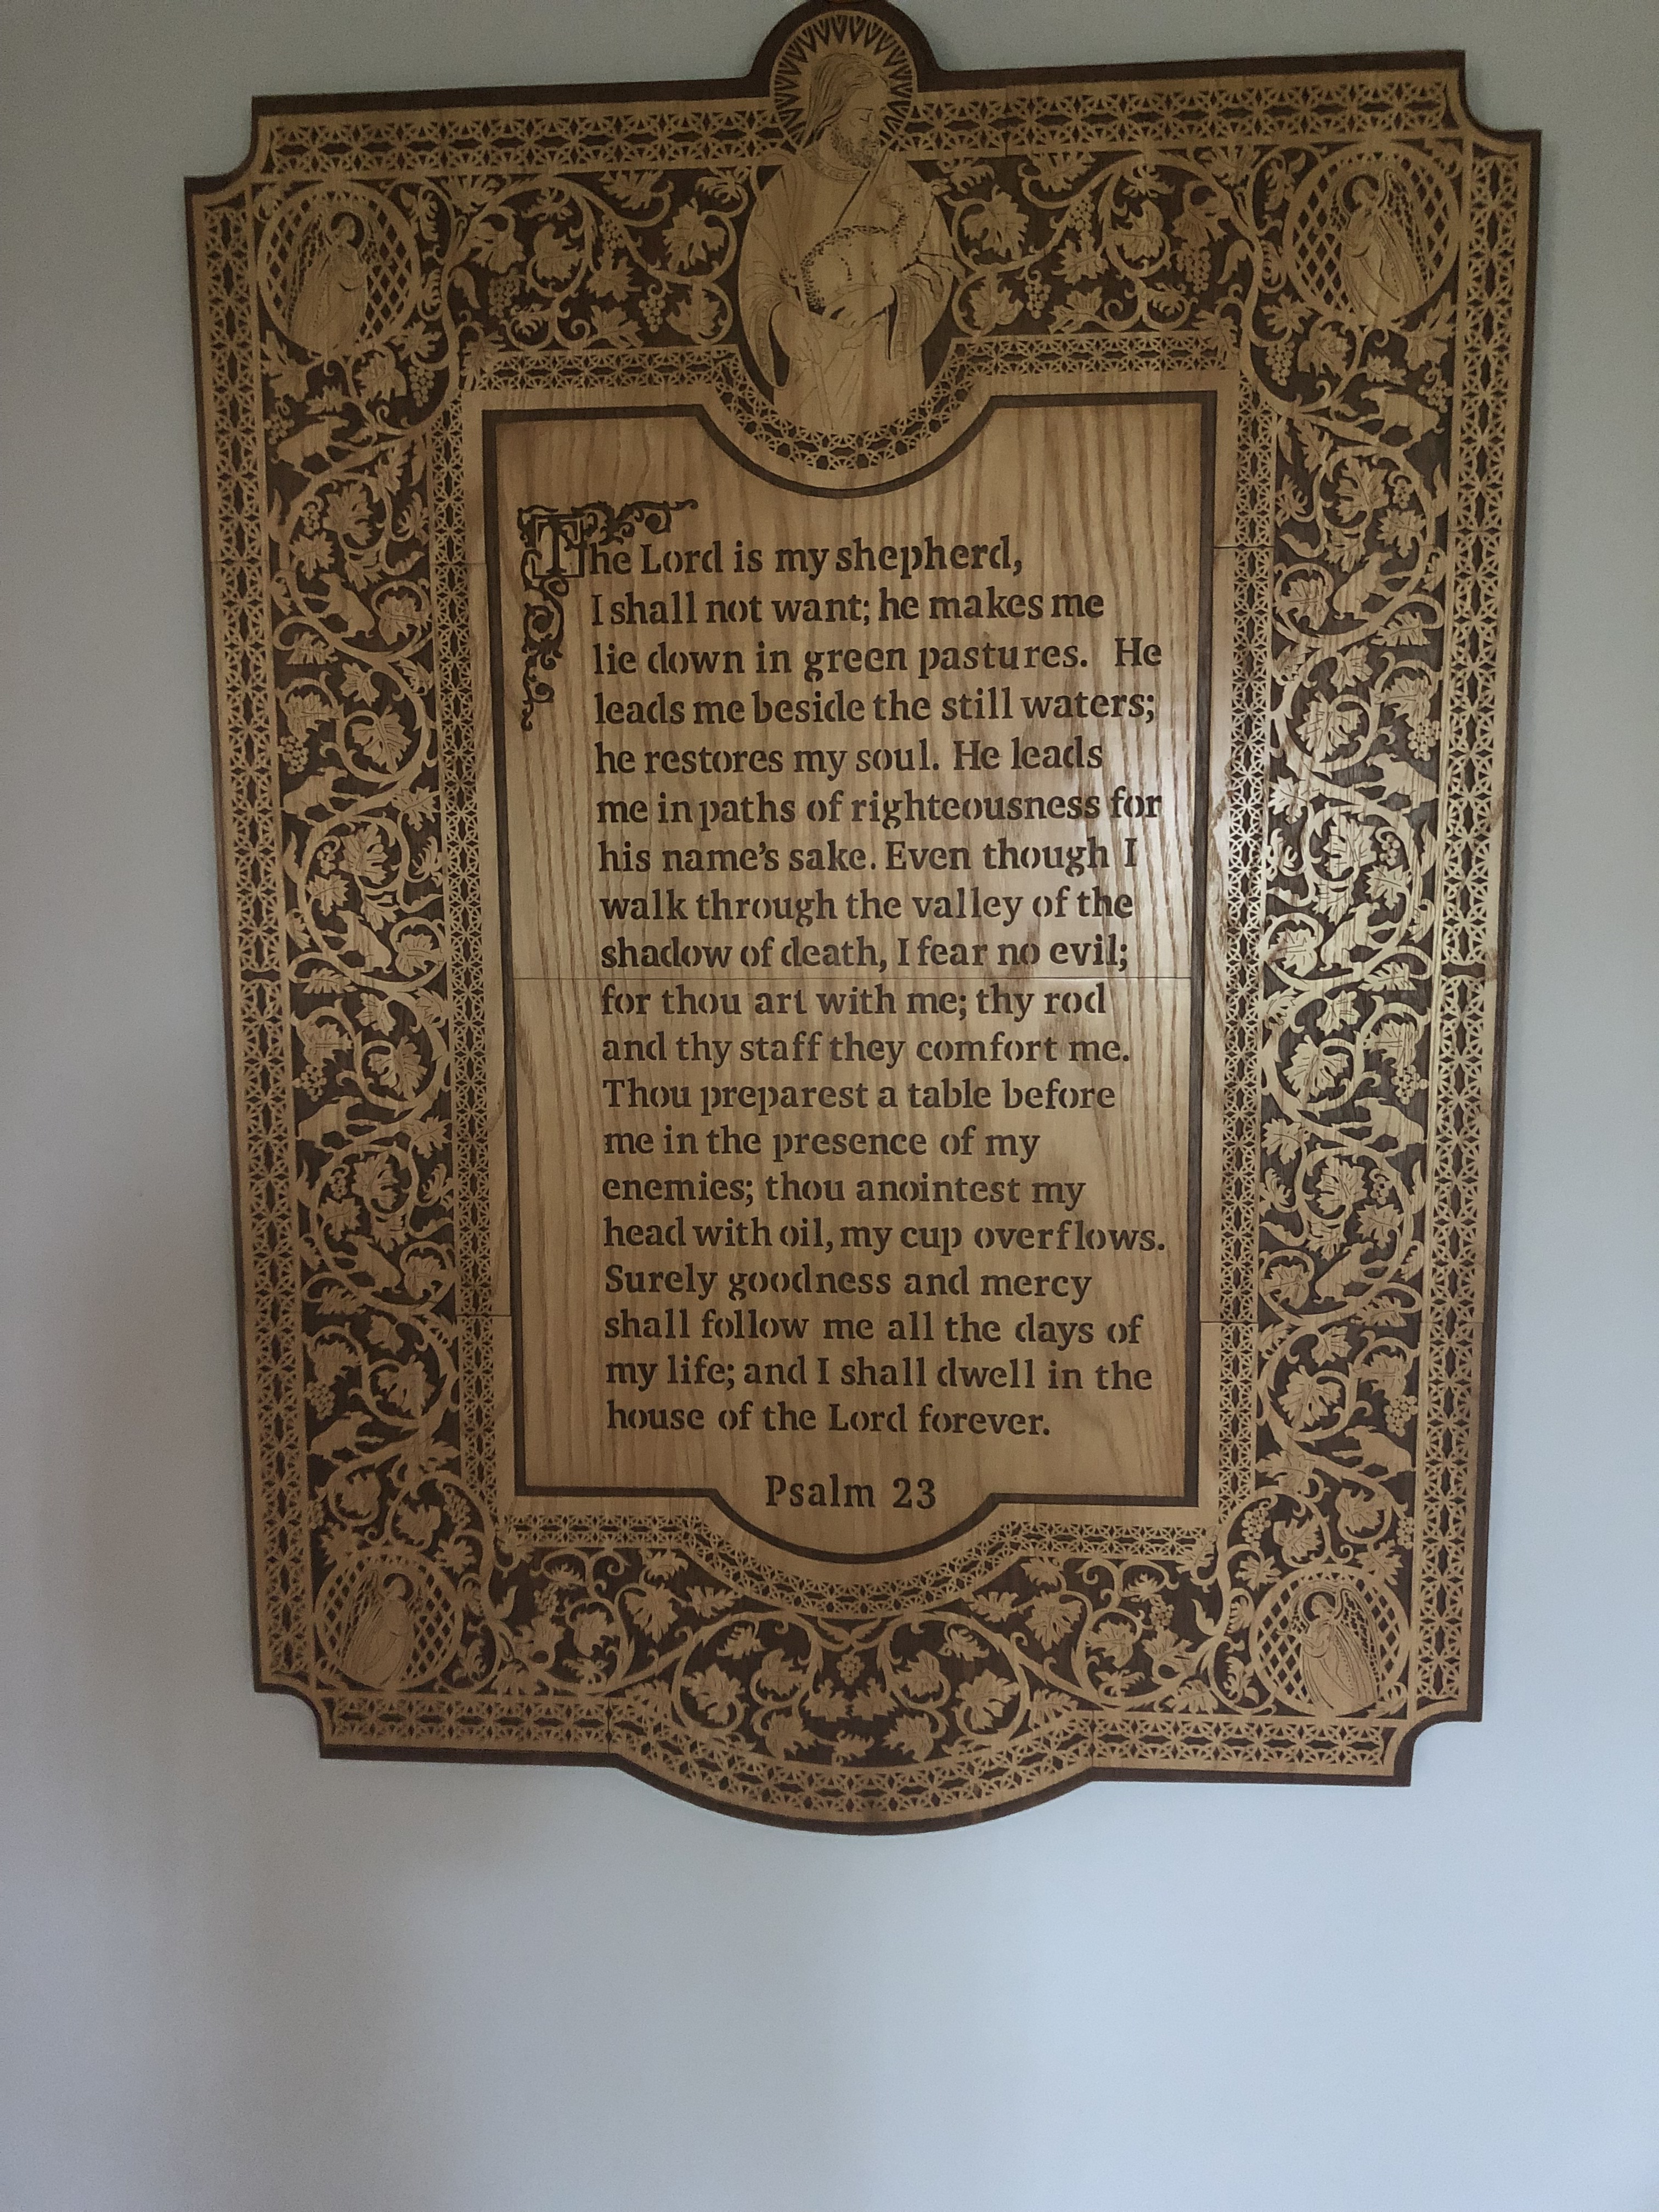 The Lord is my shepherd,
I shall not want; he makes me
lie down in green pastures. He
leads me beside the still waters;
he restores my soul. He leads
me in paths of righteousness for
his name's sake. Even though I
walk through the valley of the
shadow of death, I fear no evil;
for thou art with me; thy rod
and thy staff they comfort me.
Thou preparest a table before
me in the presence of my
enemies; thou anointest my
head with oil, my cup overflows.
Surely goodness and mercy
shall follow me all the days of
my life; and I shall dwell in the
house of the Lord forever.
Psalm 23